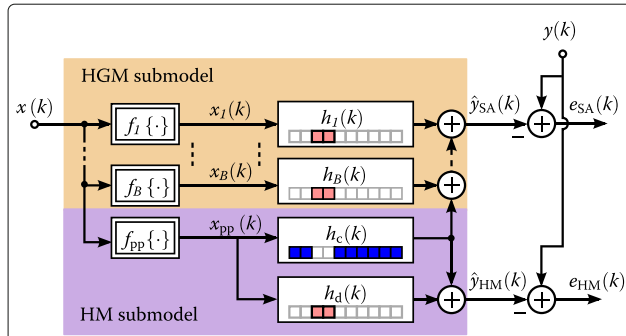 y(k)
HGM submodel
x(k) f1{·} x1(k) h1(k) ŷSA(k) eSA(k)
fB{·} xB(k) hB(k)
fpp{·} xpp(k) hc(k)
hd(k) ŷHM(k) eHM(k)
HM submodel